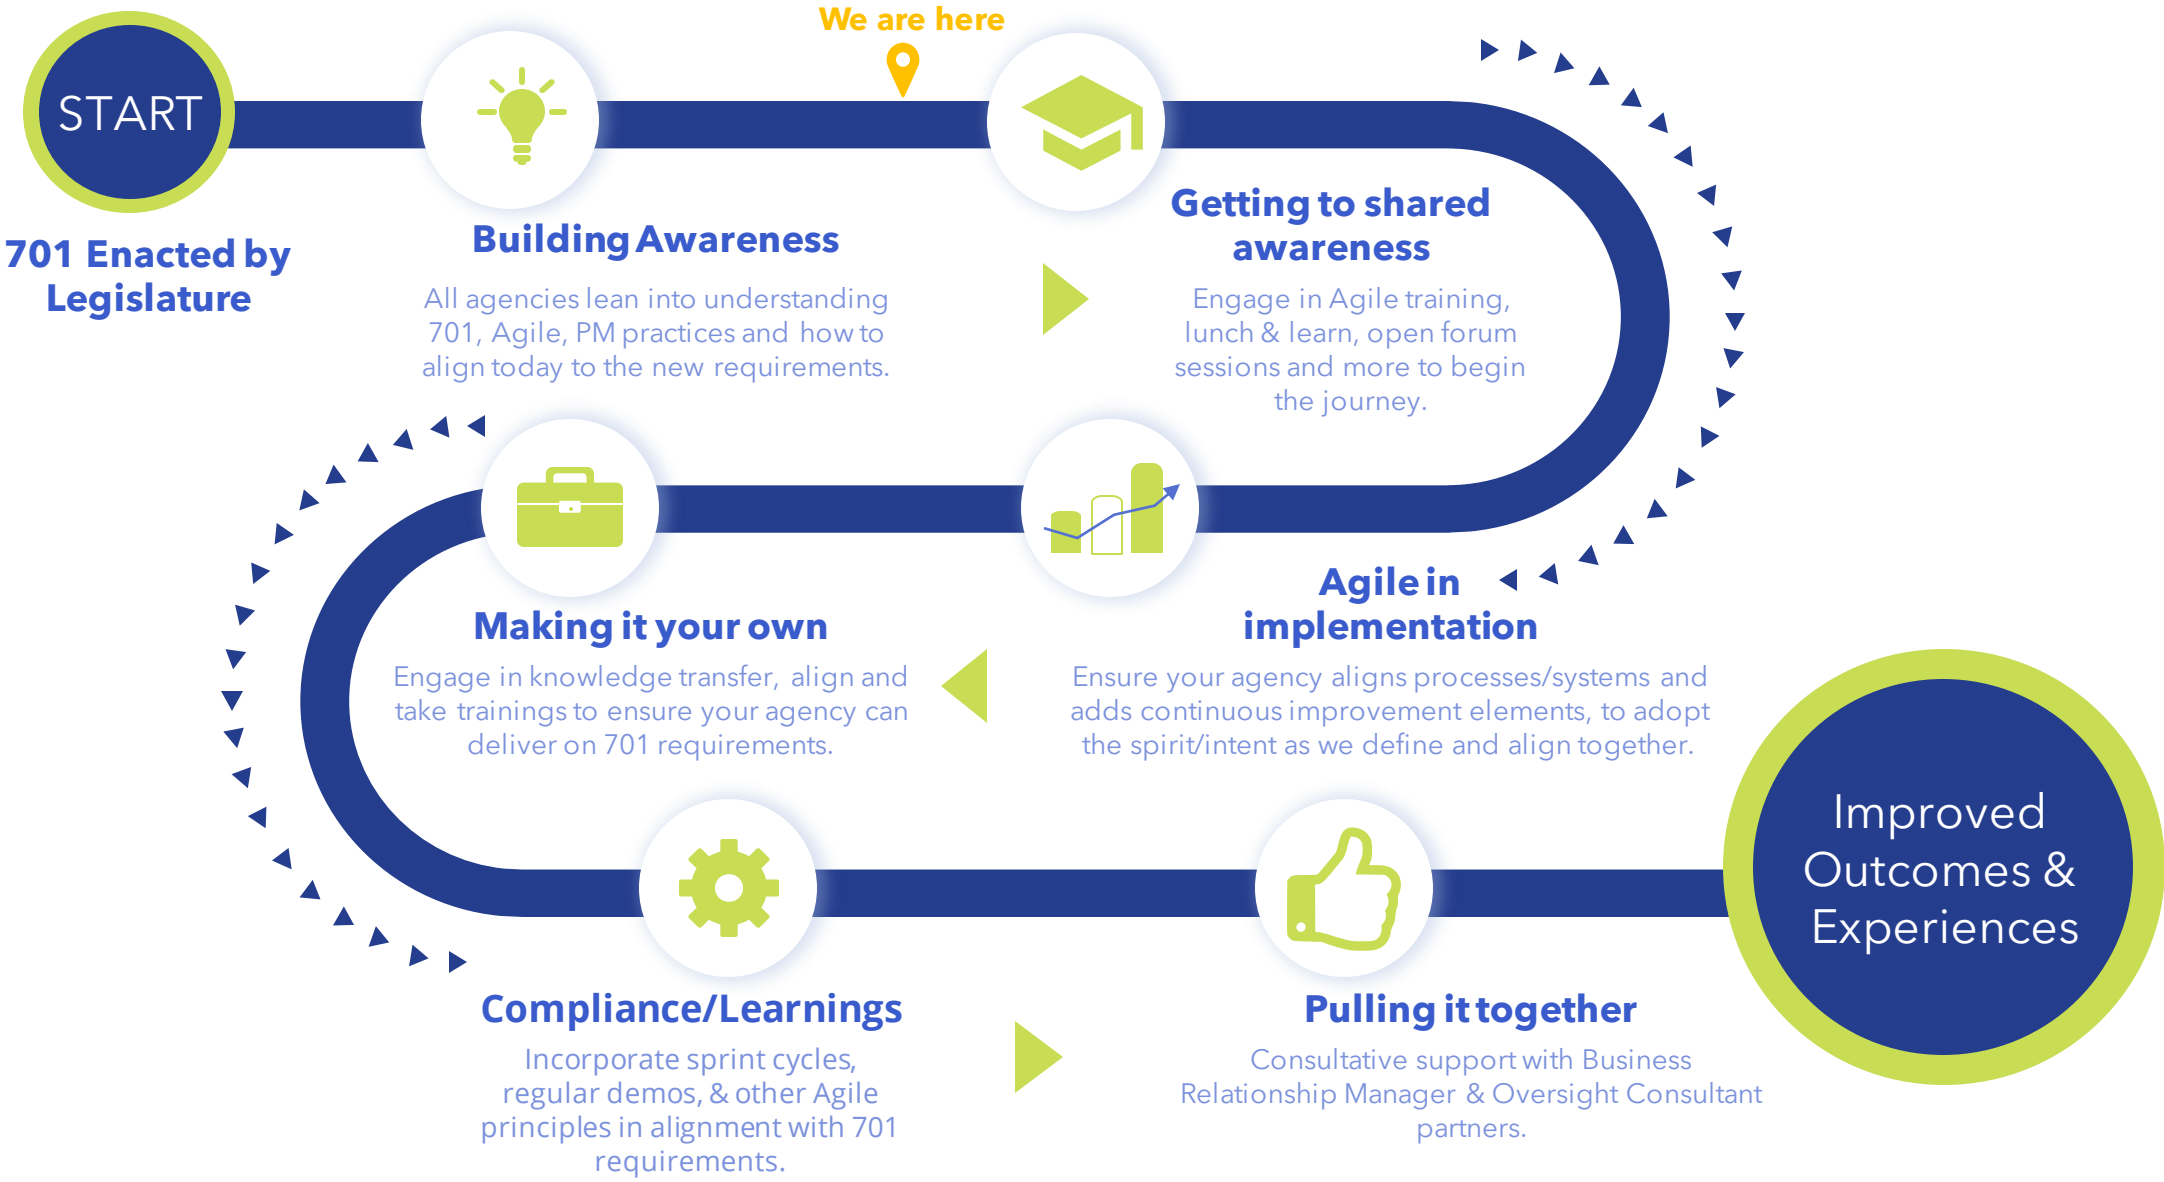 We are here
START
701 Enacted by
Legislature
Building Awareness
All agencies lean into understanding
701, Agile, PM practices and how to
align today to the new requirements.
Getting to shared
awareness
Engage in Agile training,
lunch & learn, open forum
sessions and more to begin
the journey.
Agile in
implementation
Ensure your agency aligns processes/systems and
adds continuous improvement elements, to adopt
the spirit/intent as we define and align together.
Making it your own
Engage in knowledge transfer, align and
take trainings to ensure your agency can
deliver on 701 requirements.
Compliance/Learnings
Incorporate sprint cycles,
regular demos, & other Agile
principles in alignment with 701
requirements.
Pulling it together
Consultative support with Business
Relationship Manager & Oversight Consultant
partners.
Improved
Outcomes &
Experiences